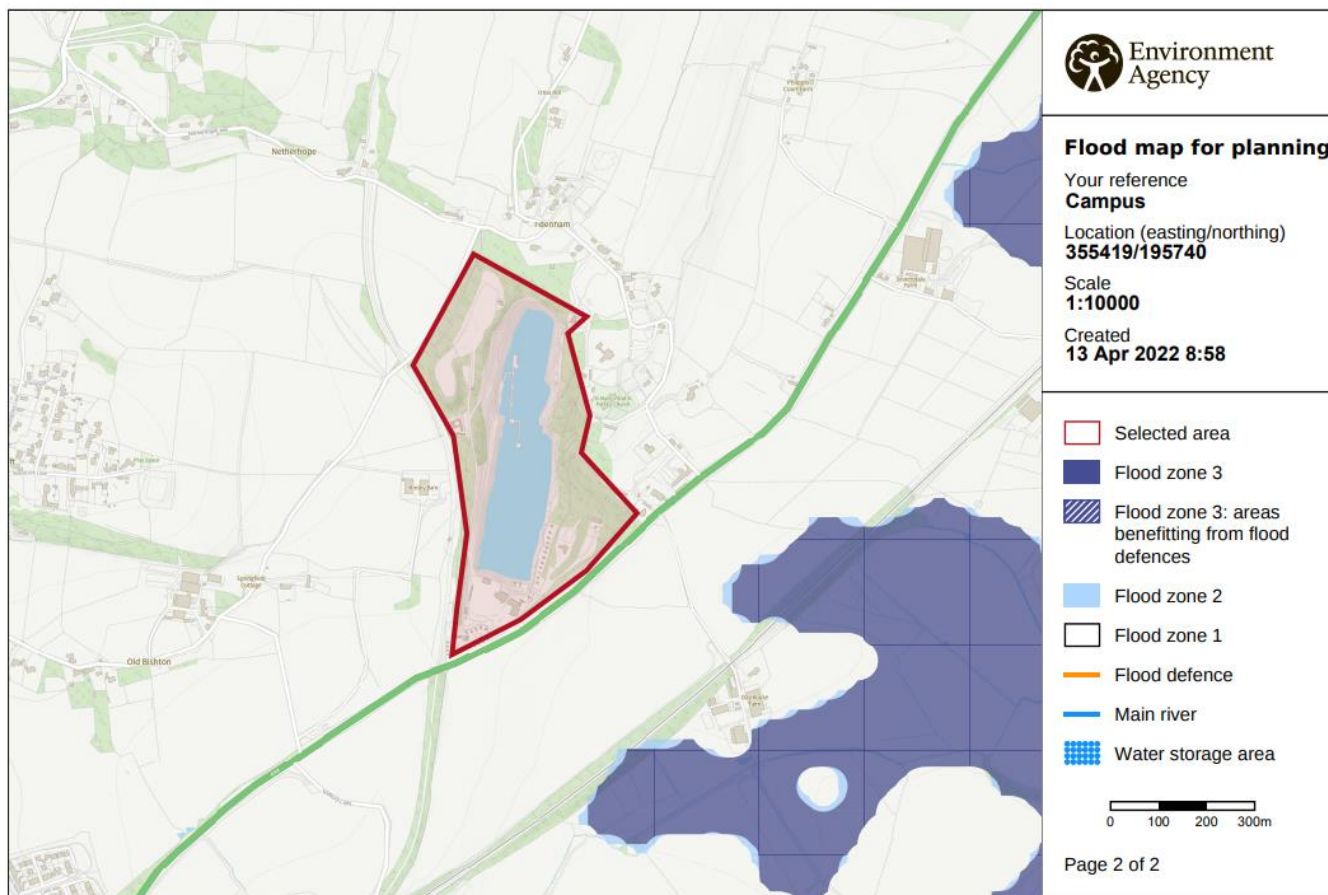 Environment
Agency
Flood map for planning
Your reference
Campus
Location (easting/northing)
355419/195740
Scale
1:10000
Created
13 Apr 2022 8:58
Selected area
Flood zone 3
Flood zone 3: areas
benefitting from flood
defences
Flood zone 2
Flood zone 1
Flood defence
Main river
Water storage area
0 100 200 300m
Page 2 of 2
Netherhope
Tidenham
Springfield
Cottage
Old Bishton